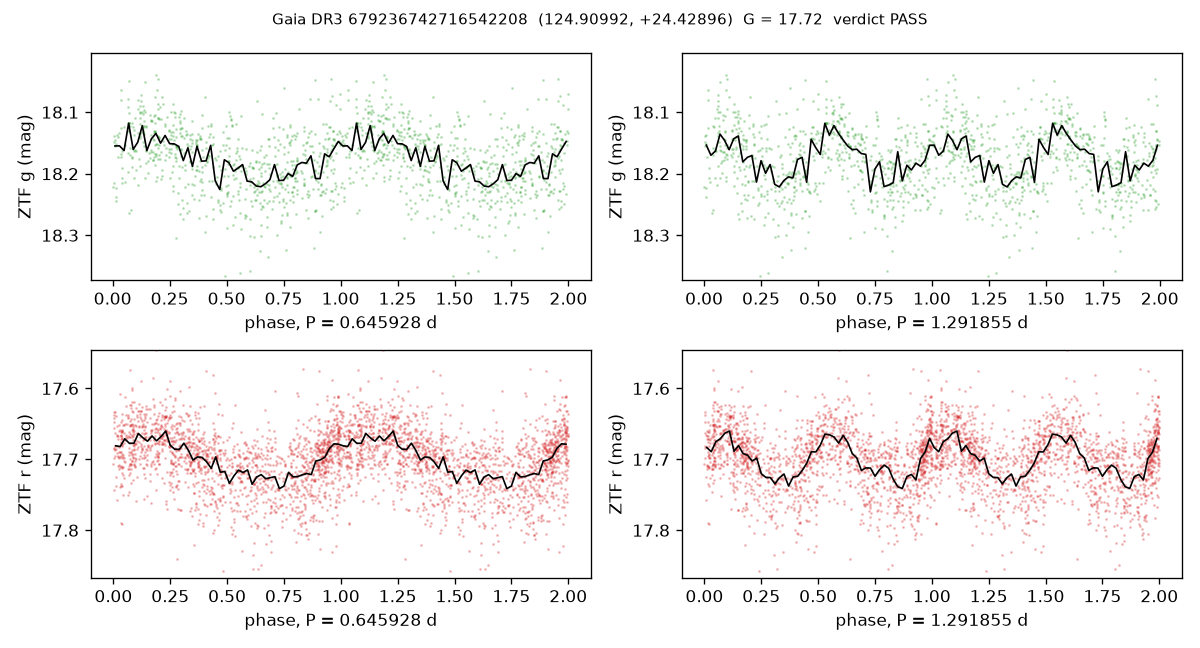 Gaia DR3 679236742716542208 (124.90992, +24.42896) G = 17.72 verdict PASS
ZTF g (mag)
18.1
18.2
18.3
0.00 0.25 0.50 0.75 1.00 1.25 1.50 1.75 2.00
phase, P = 0.645928 d
ZTF g (mag)
18.1
18.2
18.3
0.00 0.25 0.50 0.75 1.00 1.25 1.50 1.75 2.00
phase, P = 1.291855 d
ZTF r (mag)
17.6
17.7
17.8
0.00 0.25 0.50 0.75 1.00 1.25 1.50 1.75 2.00
phase, P = 0.645928 d
ZTF r (mag)
17.6
17.7
17.8
0.00 0.25 0.50 0.75 1.00 1.25 1.50 1.75 2.00
phase, P = 1.291855 d